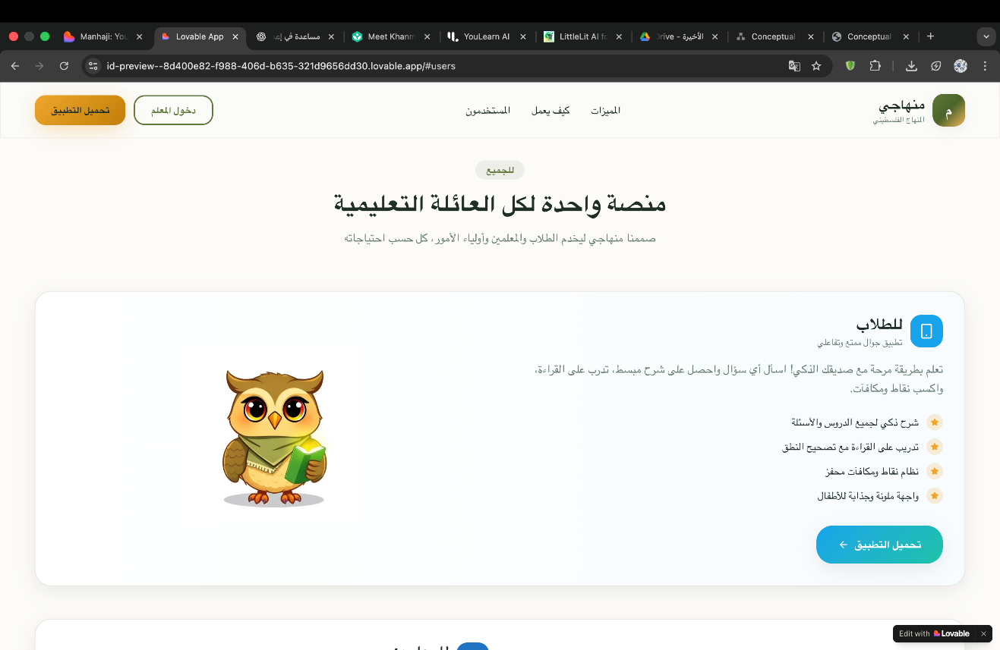 Manhaji: You
Lovable App
مساعدة في إعد
Meet Khanm
YouLearn AI
LittleLit AI fo
الأخيرة - Drive
Conceptual
Conceptual
id-preview--8d400e82-f988-406d-b635-321d9656dd30.lovable.app/#users
م
منهاجي
المنهاج الفلسطيني
المميزات
كيف يعمل
المستخدمون
دخول المعلم
تحميل التطبيق
للجميع
منصة واحدة لكل العائلة التعليمية
صممنا منهاجي ليخدم الطلاب والمعلمين وأولياء الأمور، كل حسب احتياجاته
للطلاب
تطبيق جوال ممتع وتفاعلي
تعلم بطريقة مرحة مع صديقك الذكي! اسأل أي سؤال واحصل على شرح مبسط، تدرب على القراءة،
واكسب نقاط ومكافآت.
شرح ذكي لجميع الدروس والأسئلة
تدريب على القراءة مع تصحيح النطق
نظام نقاط ومكافآت محفز
واجهة ملونة وجذابة للأطفال
تحميل التطبيق
Edit with Lovable